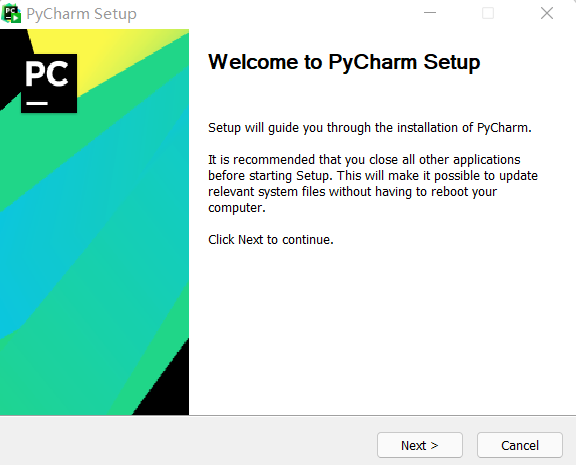 PyCharm Setup
PC
Welcome to PyCharm Setup
Setup will guide you through the installation of PyCharm.
It is recommended that you close all other applications
before starting Setup. This will make it possible to update
relevant system files without having to reboot your
computer.
Click Next to continue.
Next >
Cancel